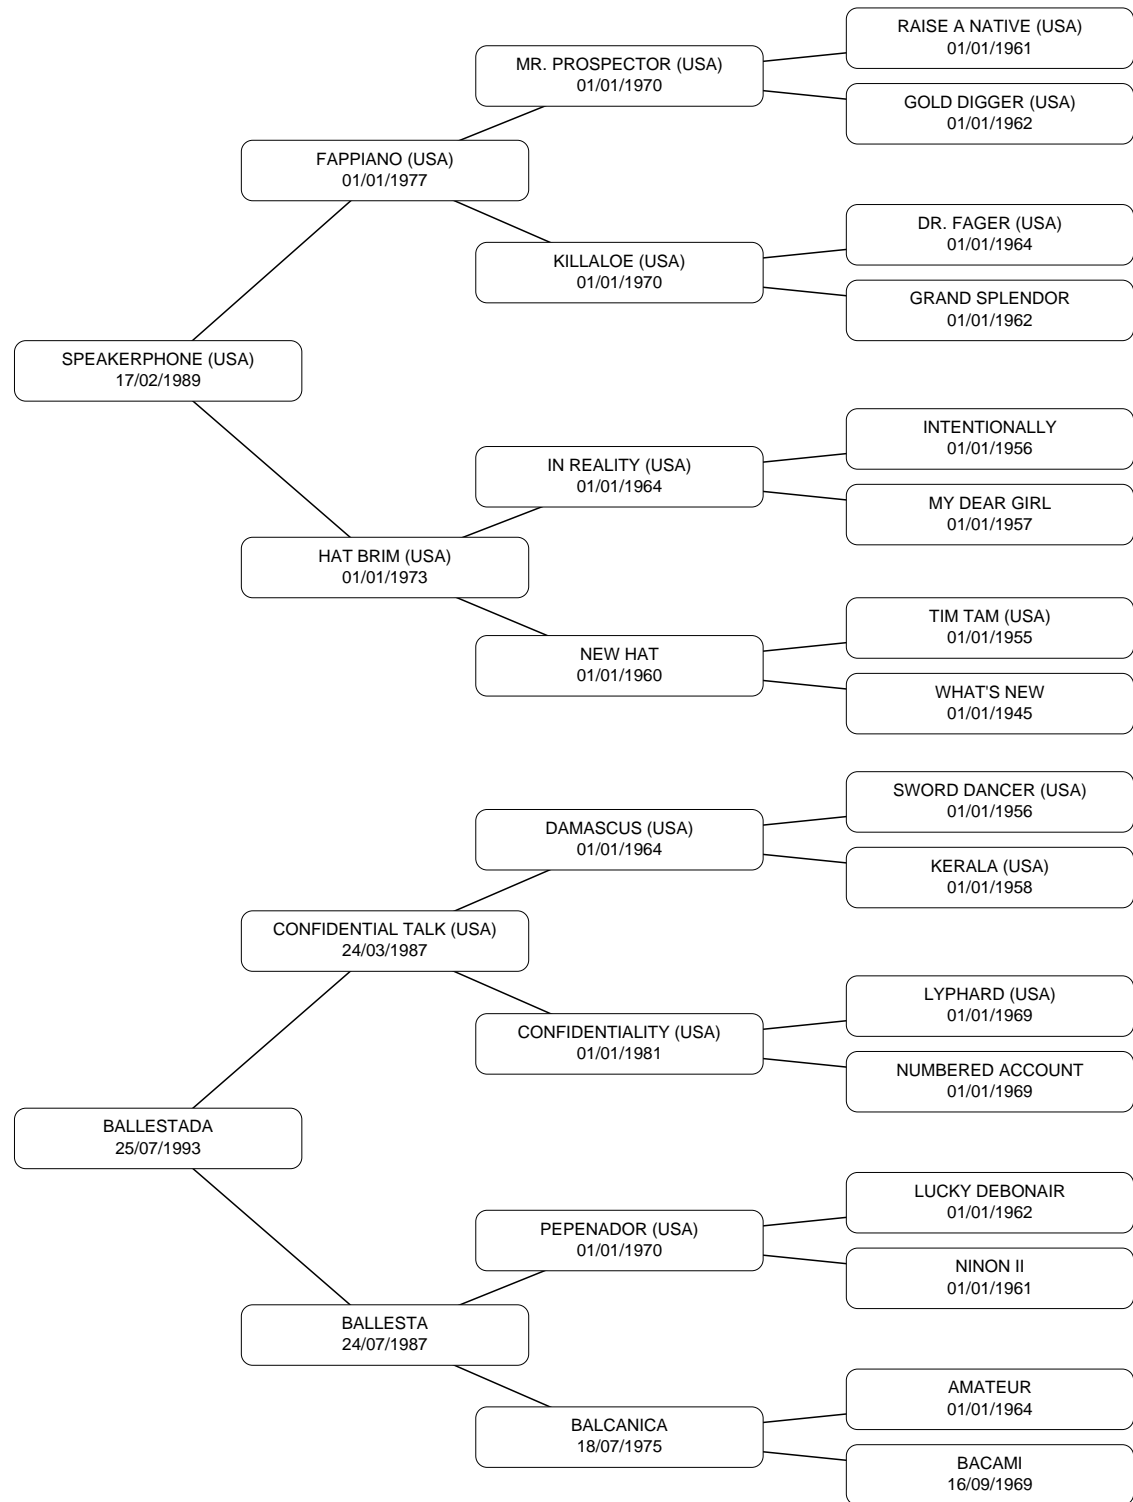 RAISE A NATIVE (USA)
01/01/1961
MR. PROSPECTOR (USA)
01/01/1970
GOLD DIGGER (USA)
01/01/1962
FAPPIANO (USA)
01/01/1977
DR. FAGER (USA)
01/01/1964
KILLALOE (USA)
01/01/1970
GRAND SPLENDOR
01/01/1962
SPEAKERPHONE (USA)
17/02/1989
INTENTIONALLY
01/01/1956
IN REALITY (USA)
01/01/1964
MY DEAR GIRL
01/01/1957
HAT BRIM (USA)
01/01/1973
TIM TAM (USA)
01/01/1955
NEW HAT
01/01/1960
WHAT'S NEW
01/01/1945
SWORD DANCER (USA)
01/01/1956
DAMASCUS (USA)
01/01/1964
KERALA (USA)
01/01/1958
CONFIDENTIAL TALK (USA)
24/03/1987
LYPHARD (USA)
01/01/1969
CONFIDENTIALITY (USA)
01/01/1981
NUMBERED ACCOUNT
01/01/1969
BALLESTADA
25/07/1993
LUCKY DEBONAIR
01/01/1962
PEPENADOR (USA)
01/01/1970
NINON II
01/01/1961
BALLESTA
24/07/1987
AMATEUR
01/01/1964
BALCANICA
18/07/1975
BACAMI
16/09/1969